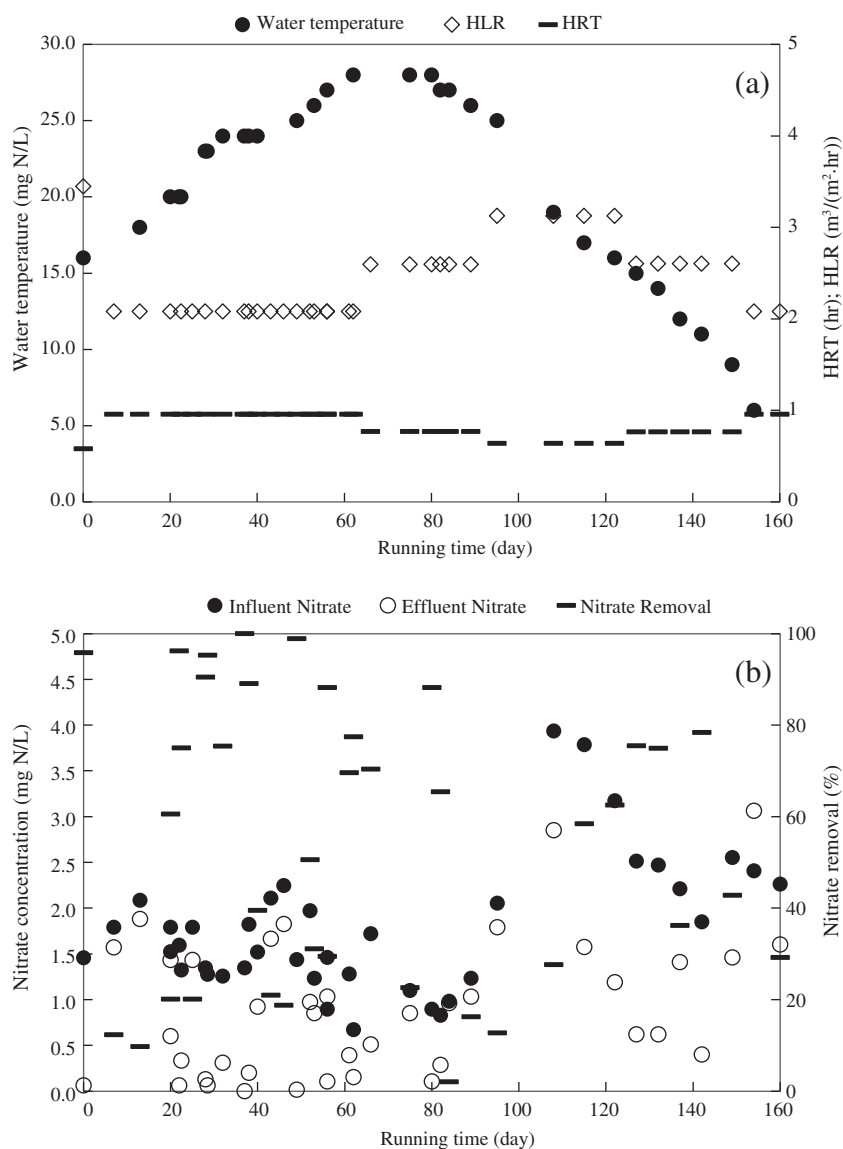 Water temperature HLR HRT
(a)
30.0
25.0
20.0
15.0
10.0
5.0
0.0
Water temperature (mg N/L)
5
4
3
2
1
0
HRT (hr); HLR (m³/(m²·hr))
0 20 40 60 80 100 120 140 160
Running time (day)
Influent Nitrate Effluent Nitrate Nitrate Removal
(b)
5.0
4.5
4.0
3.5
3.0
2.5
2.0
1.5
1.0
0.5
0.0
Nitrate concentration (mg N/L)
100
80
60
40
20
0
Nitrate removal (%)
0 20 40 60 80 100 120 140 160
Running time (day)